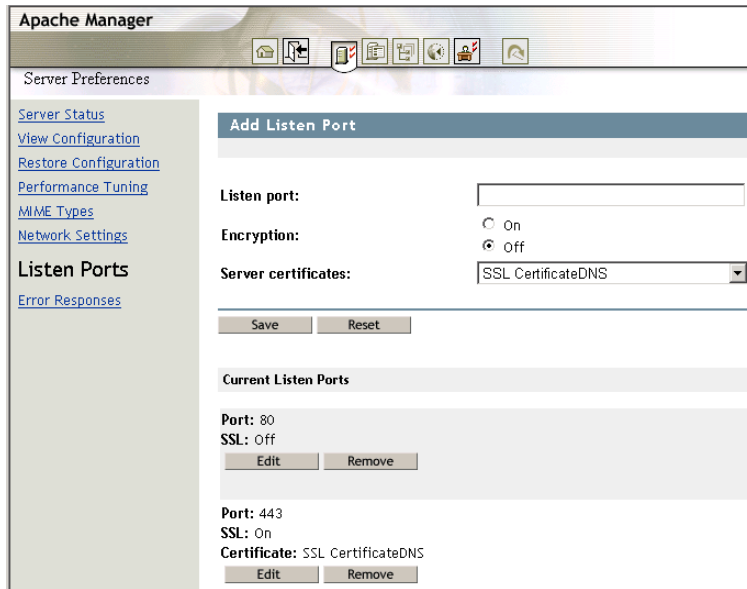 Apache Manager
Server Preferences
Server Status
View Configuration
Restore Configuration
Performance Tuning
MIME Types
Network Settings
Listen Ports
Error Responses
Add Listen Port
Listen port:
Encryption:
On
Off
Server certificates:
SSL CertificateDNS
Save Reset
Current Listen Ports
Port: 80
SSL: Off
Edit Remove
Port: 443
SSL: On
Certificate: SSL CertificateDNS
Edit Remove